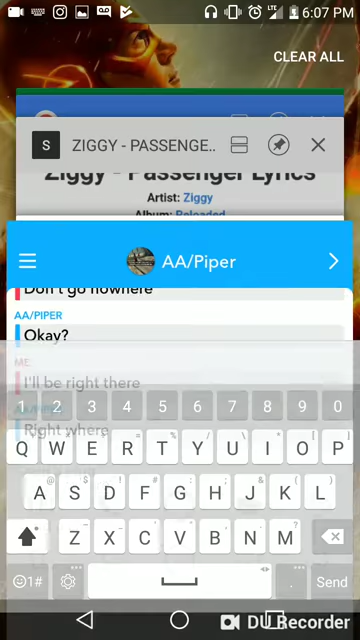 6:07 PM
LTE
CLEAR ALL
S ZIGGY - PASSENGE..
Ziggy - Passenger Lyrics
Artist: Ziggy
Album: Reloaded
AA/Piper
Don't go nowhere
AA/PIPER
Okay?
ME
I'll be right there
Right where
1 2 3 4 5 6 7 8 9 0
Q W E R T Y U I O P
A S D F G H J K L
Z X C V B N M
1# . Send
DU Recorder